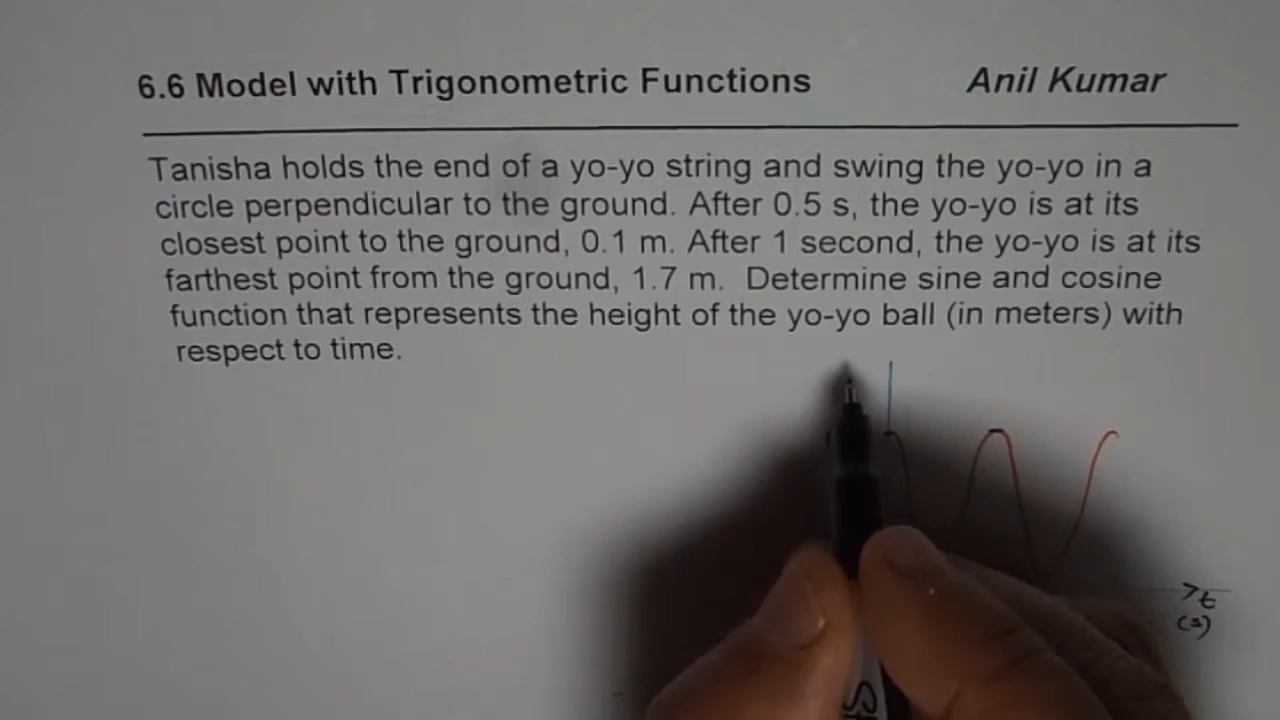 6.6 Model with Trigonometric Functions Anil Kumar
Tanisha holds the end of a yo-yo string and swing the yo-yo in a
circle perpendicular to the ground. After 0.5 s, the yo-yo is at its
closest point to the ground, 0.1 m. After 1 second, the yo-yo is at its
farthest point from the ground, 1.7 m. Determine sine and cosine
function that represents the height of the yo-yo ball (in meters) with
respect to time.
t
(s)